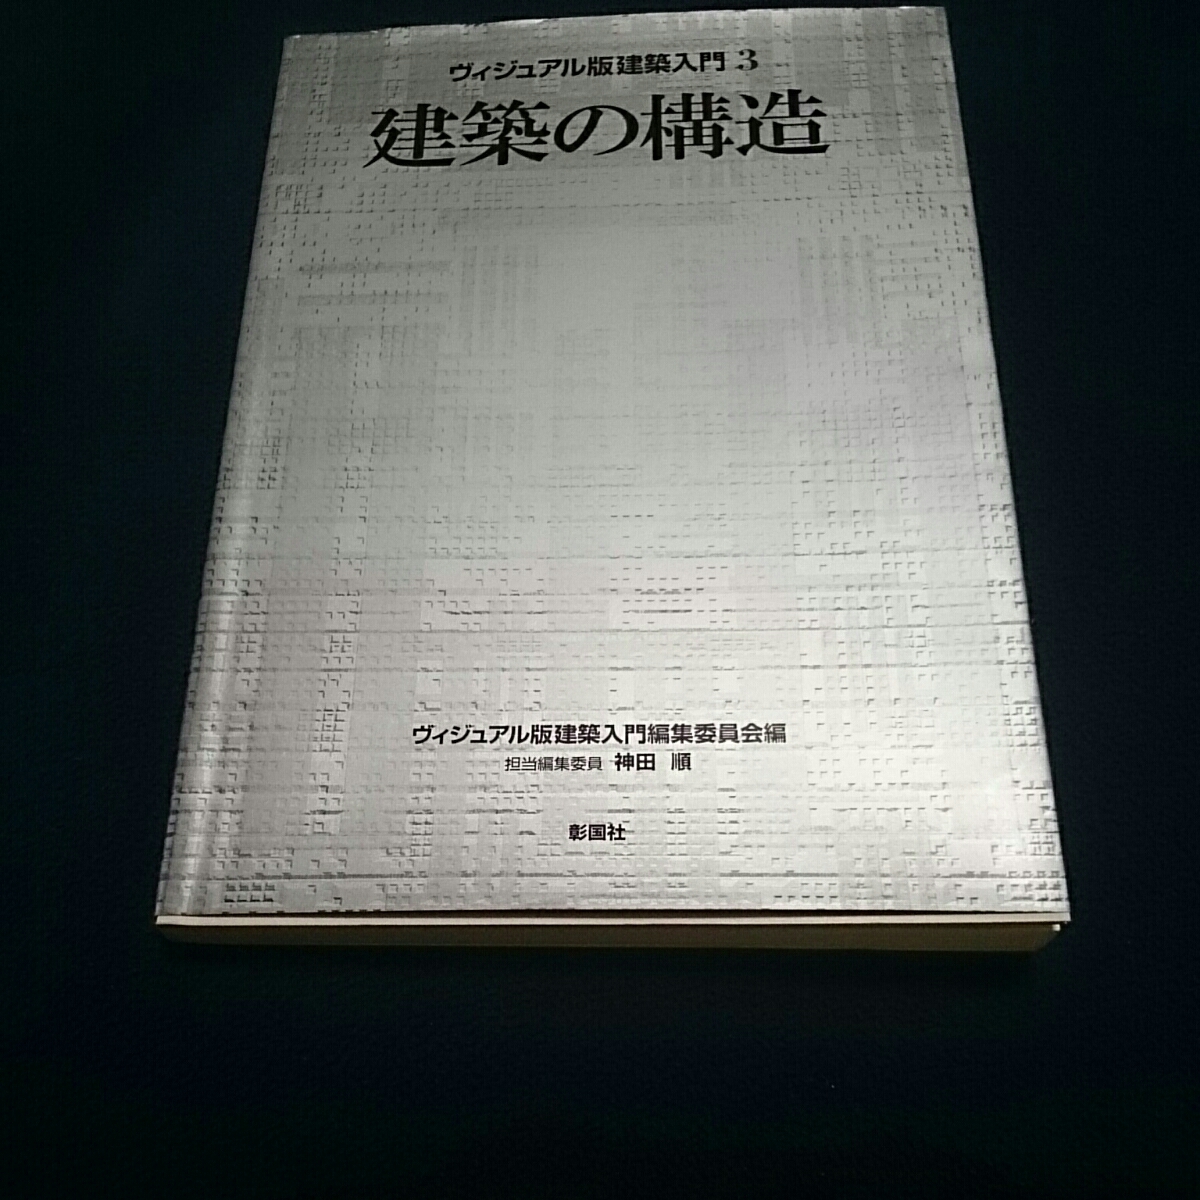 ヴィジュアル版建築入門 3
建築の構造
ヴィジュアル版建築入門編集委員会編
担当編集委員 神田 順
彰国社